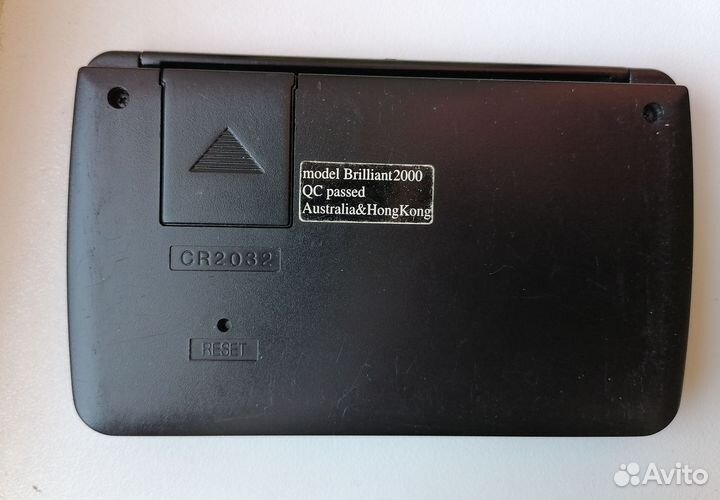 model Brilliant2000
QC passed
Australia&HongKong
CR2032
RESET
Avito